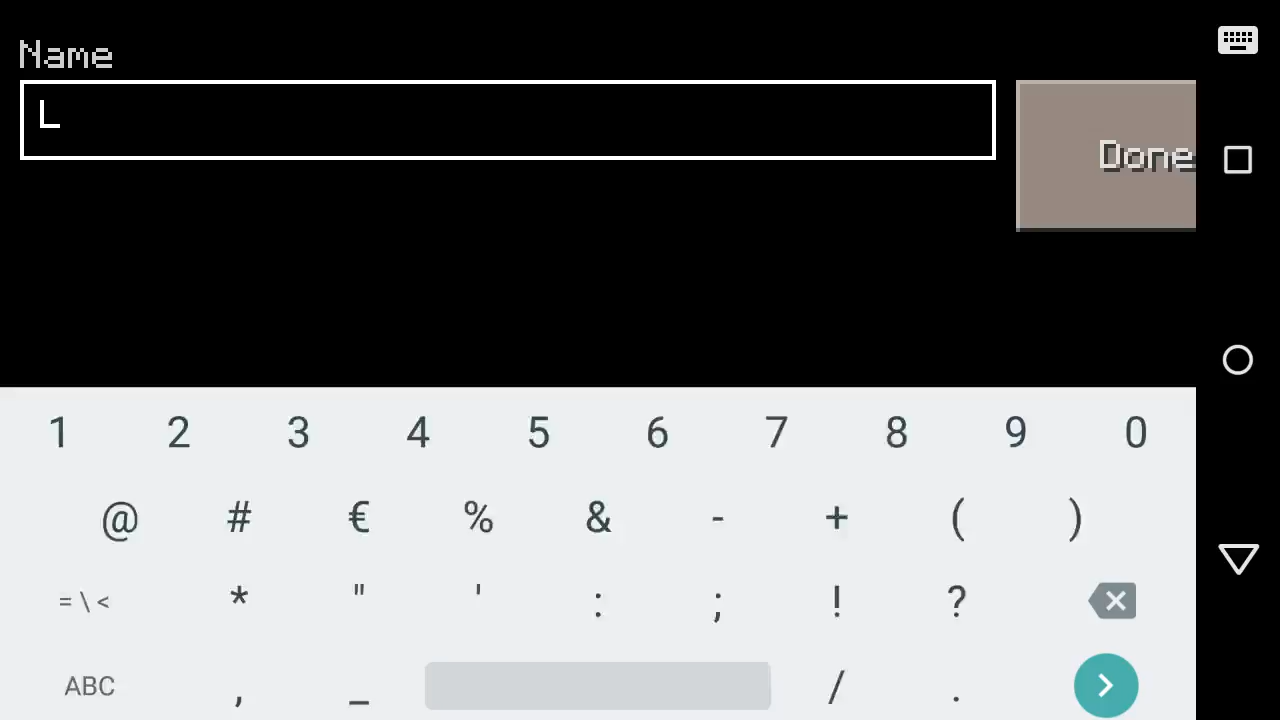 Name
L
Done
1 2 3 4 5 6 7 8 9 0
@ # € % & - + ( )
= \ < * " ' : ; ! ?
ABC , _ / .